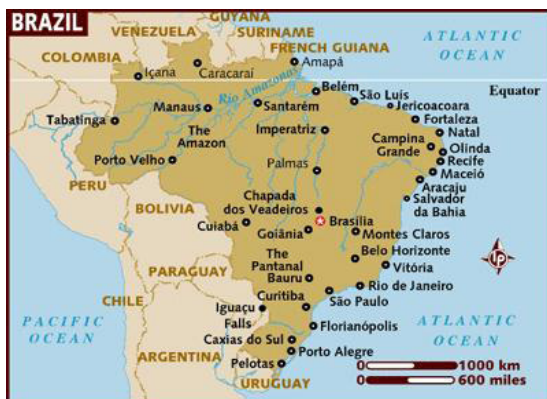 BRAZIL
GUYANA
VENEZUELA
SURINAME
FRENCH GUIANA
COLOMBIA
ATLANTIC
OCEAN
Içana
Caracaraí
Amapá
Rio Amazonas
Belém
São Luís
Equator
Jericoacoara
Manaus
Santarém
Tabatinga
Fortaleza
The
Amazon
Imperatriz
Natal
Campina
Grande
Olinda
Recife
Porto Velho
Palmas
Maceió
Aracaju
PERU
Chapada
dos Veadeiros
Salvador
da Bahia
BOLIVIA
Cuiabá
Brasília
Goiânia
Montes Claros
The
Pantanal
Belo Horizonte
Vitória
Bauru
PARAGUAY
Rio de Janeiro
São Paulo
Curitiba
CHILE
Iguaçu
Falls
Florianópolis
PACIFIC
OCEAN
ATLANTIC
OCEAN
Caxias do Sul
Porto Alegre
ARGENTINA
Pelotas
URUGUAY
0 1000 km
0 600 miles
LP